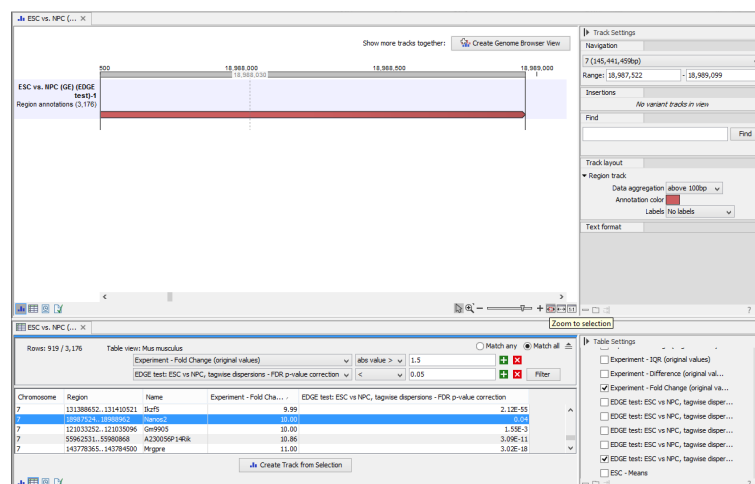 ESC vs. NPC (... ×
Show more tracks together: Create Genome Browser View
500 18,988,000 18,988,500 18,989,000
18,988,030
ESC vs. NPC (GE) (EDGE
test)-1
Region annotations (3,176)
Track Settings
Navigation
7 (145,441,459bp)
Range: 18,987,522 - 18,989,099
Insertions
No variant tracks in view
Find
Find
Track layout
Region track
Data aggregation above 100bp
Annotation color
Labels No labels
Text format
1:1
?
Zoom to selection
ESC vs. NPC (... ×
Rows: 919 / 3,176 Table view: Mus musculus Match any Match all
Experiment - Fold Change (original values) abs value > 1.5
EDGE test: ESC vs NPC, tagwise dispersions - FDR p-value correction < 0.05 Filter
Chromosome Region Name Experiment - Fold Cha... EDGE test: ESC vs NPC, tagwise dispersions - FDR p-value correction
7 131388652..131410521 Ikzf5 9.99 2.12E-55
7 18987524..18988962 Nanos2 10.00 0.04
7 121033252..121035096 Gm9905 10.00 1.55E-3
7 55962531..55980868 A230056P14Rik 10.86 3.09E-11
7 143778365..143784500 Mrgpre 11.00 3.02E-18
Create Track from Selection
Table Settings
Experiment - IQR (original values)
Experiment - Difference (original va...
Experiment - Fold Change (original va...
EDGE test: ESC vs NPC, tagwise disper...
EDGE test: ESC vs NPC, tagwise disper...
EDGE test: ESC vs NPC, tagwise disper...
EDGE test: ESC vs NPC, tagwise disper...
EDGE test: ESC vs NPC, tagwise disper...
ESC - Means